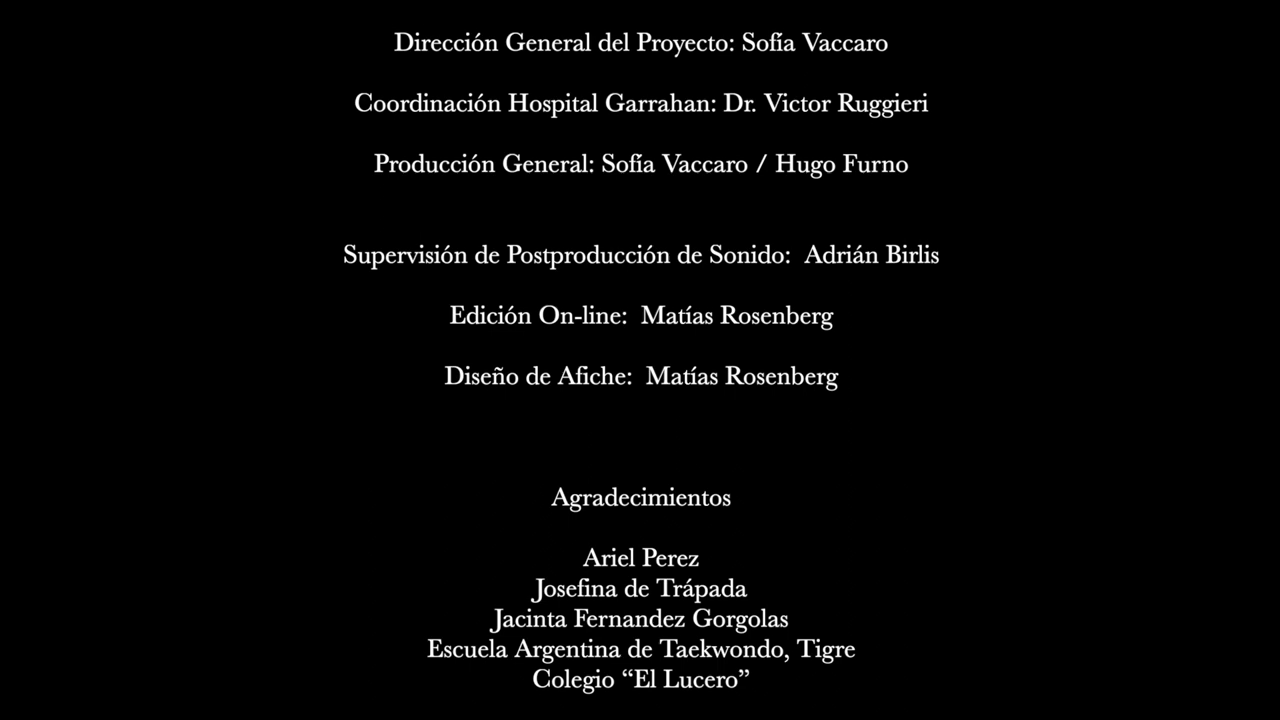 Dirección General del Proyecto: Sofía Vaccaro
Coordinación Hospital Garrahan: Dr. Victor Ruggieri
Producción General: Sofía Vaccaro / Hugo Furno
Supervisión de Postproducción de Sonido:  Adrián Birlis
Edición On-line:  Matías Rosenberg
Diseño de Afiche:  Matías Rosenberg
Agradecimientos
Ariel Perez
Josefina de Trápada
Jacinta Fernandez Gorgolas
Escuela Argentina de Taekwondo, Tigre
Colegio “El Lucero”